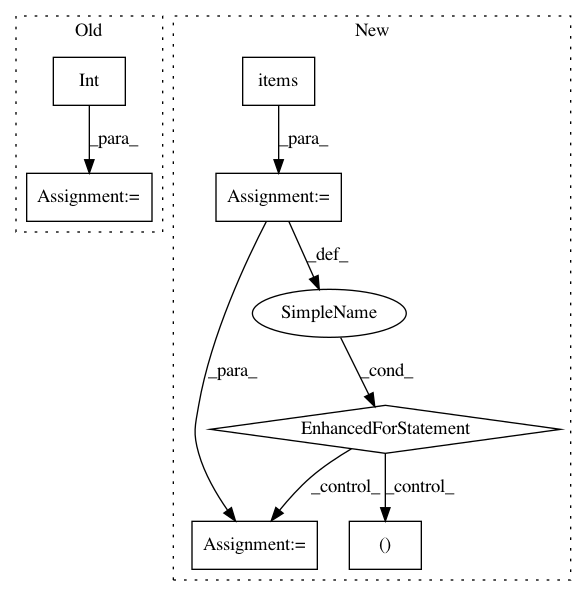 Old
New
Int
items
_para_
_para_
Assignment:=
Assignment:=
_def_
SimpleName
_para_
_cond_
EnhancedForStatement
_control_
_control_
Assignment:=
()